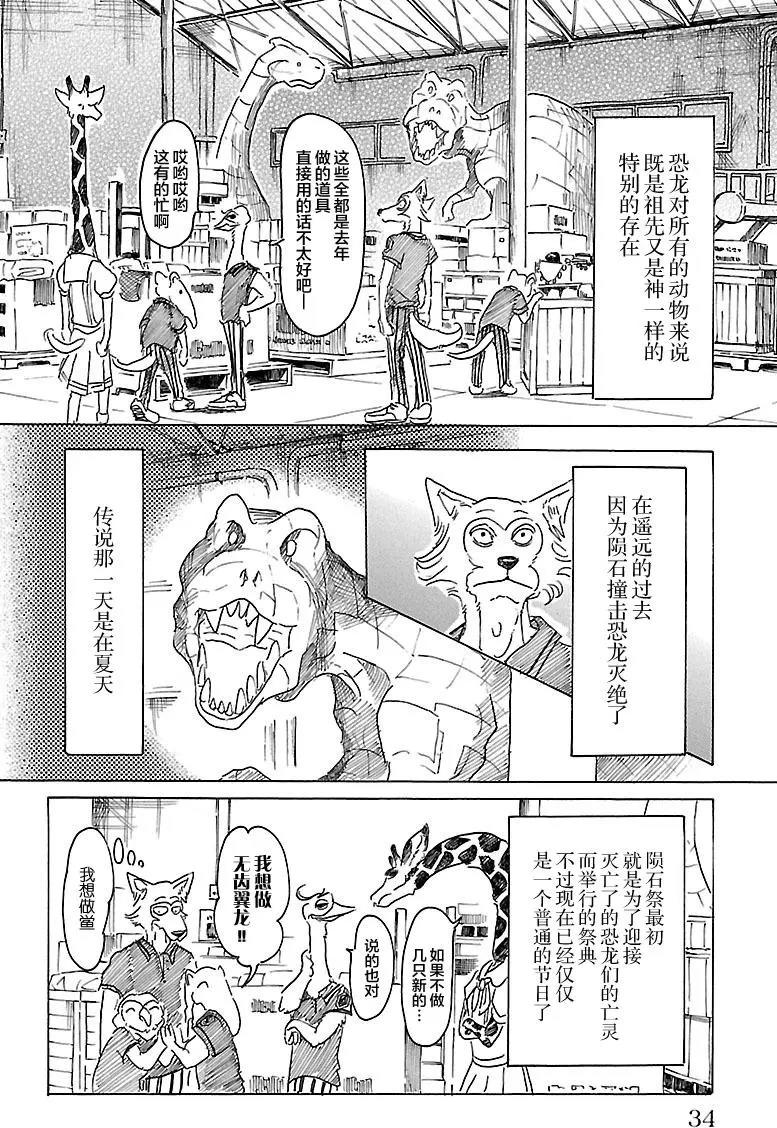 恐龙对所有的动物来说
既是祖先又是神一样的
特别的存在
这些全都是去年
做的道具
直接用的话不太好吧—
哎哟哎哟
这有的忙啊
在遥远的过去
因为陨石撞击恐龙灭绝了
传说那一天是在夏天
陨石祭最初
就是为了迎接
灭亡了的恐龙们的亡灵
而举行的祭典
不过现在已经仅仅
是一个普通的节日了
如果不做
几只新的…
说的也对
我想做
无齿翼龙!!
我想做蛍
34